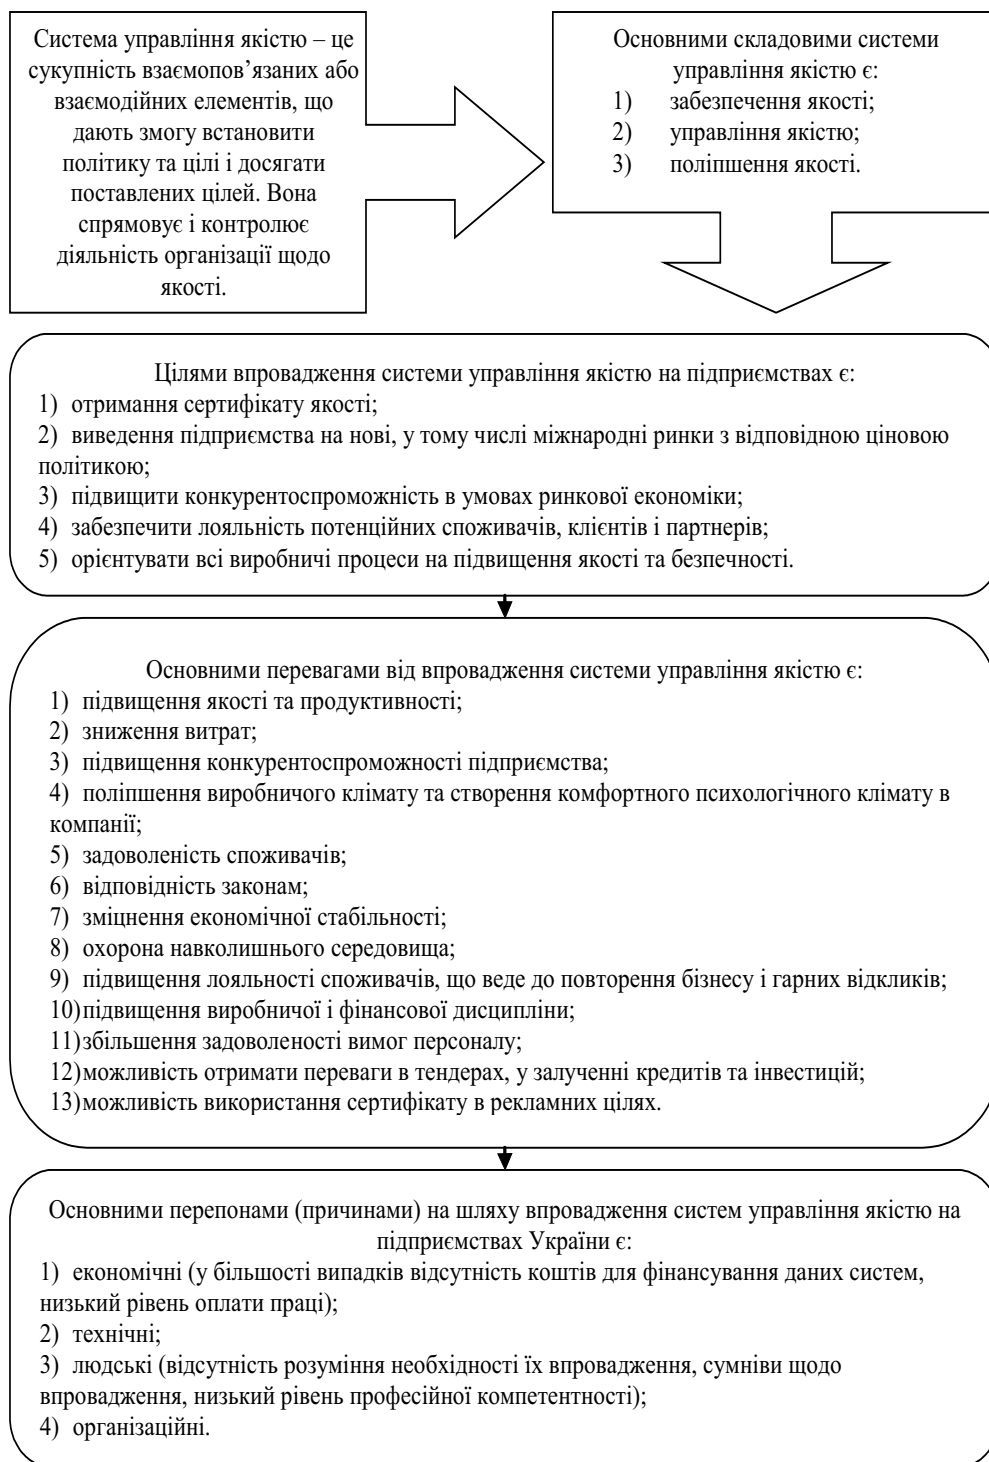 Система управління якістю – це
сукупність взаємопов’язаних або
взаємодійних елементів, що
дають змогу встановити
політику та цілі і досягати
поставлених цілей. Вона
спрямовує і контролює
діяльність організації щодо
якості.
Основними складовими системи
управління якістю є:
1) забезпечення якості;
2) управління якістю;
3) поліпшення якості.
Цілями впровадження системи управління якістю на підприємствах є:
1) отримання сертифікату якості;
2) виведення підприємства на нові, у тому числі міжнародні ринки з відповідною ціновою
політикою;
3) підвищити конкурентоспроможність в умовах ринкової економіки;
4) забезпечити лояльність потенційних споживачів, клієнтів і партнерів;
5) орієнтувати всі виробничі процеси на підвищення якості та безпечності.
Основними перевагами від впровадження системи управління якістю є:
1) підвищення якості та продуктивності;
2) зниження витрат;
3) підвищення конкурентоспроможності підприємства;
4) поліпшення виробничого клімату та створення комфортного психологічного клімату в
компанії;
5) задоволеність споживачів;
6) відповідність законам;
7) зміцнення економічної стабільності;
8) охорона навколишнього середовища;
9) підвищення лояльності споживачів, що веде до повторення бізнесу і гарних відкликів;
10)підвищення виробничої і фінансової дисципліни;
11)збільшення задоволеності вимог персоналу;
12)можливість отримати переваги в тендерах, у залученні кредитів та інвестицій;
13)можливість використання сертифікату в рекламних цілях.
Основними перепонами (причинами) на шляху впровадження систем управління якістю на
підприємствах України є:
1) економічні (у більшості випадків відсутність коштів для фінансування даних систем,
низький рівень оплати праці);
2) технічні;
3) людські (відсутність розуміння необхідності їх впровадження, сумніви щодо
впровадження, низький рівень професійної компетентності);
4) організаційні.